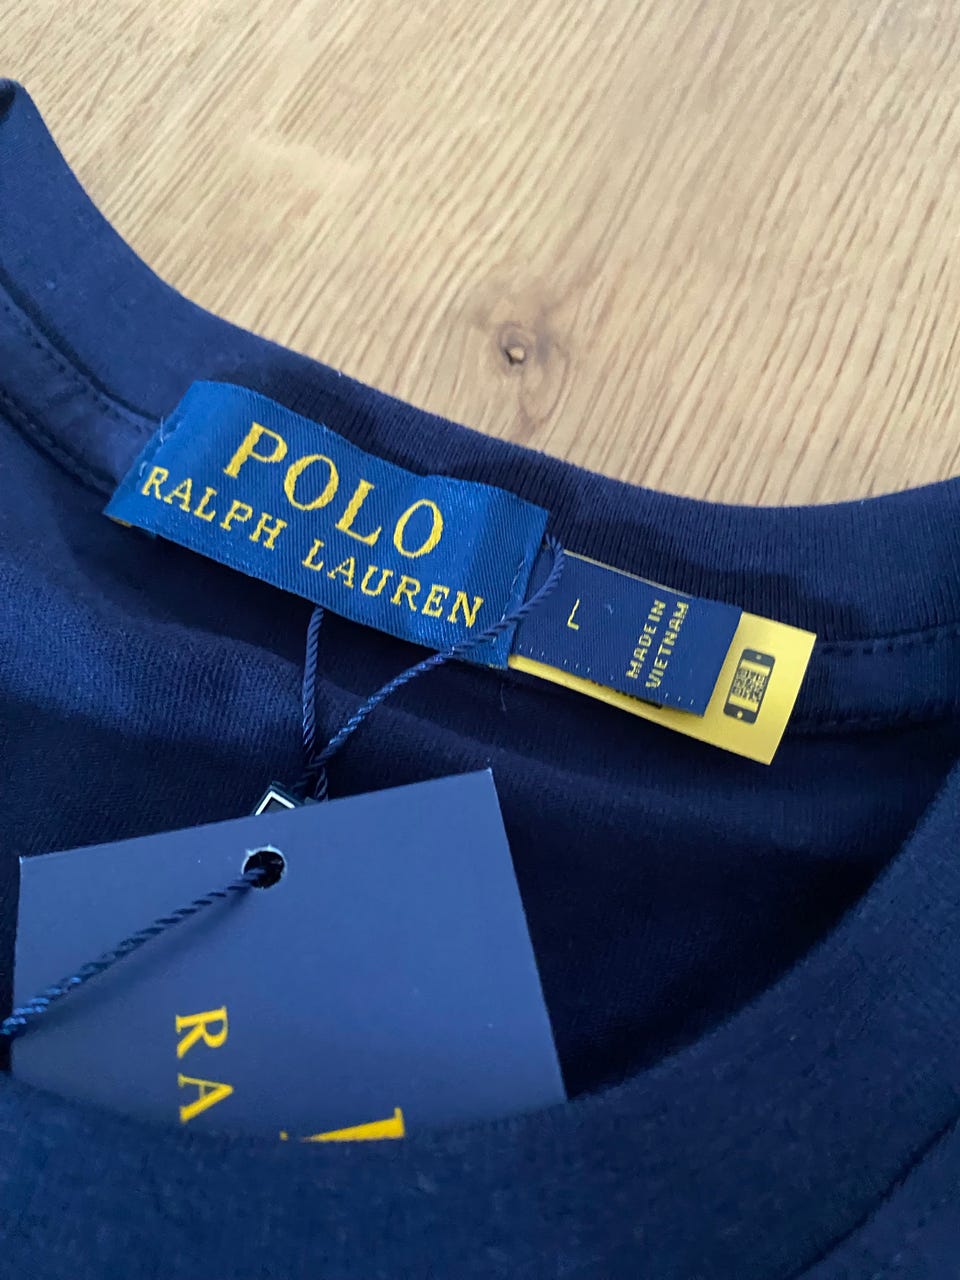 POLO
RALPH LAUREN
L
MADE IN
VIETNAM
RA